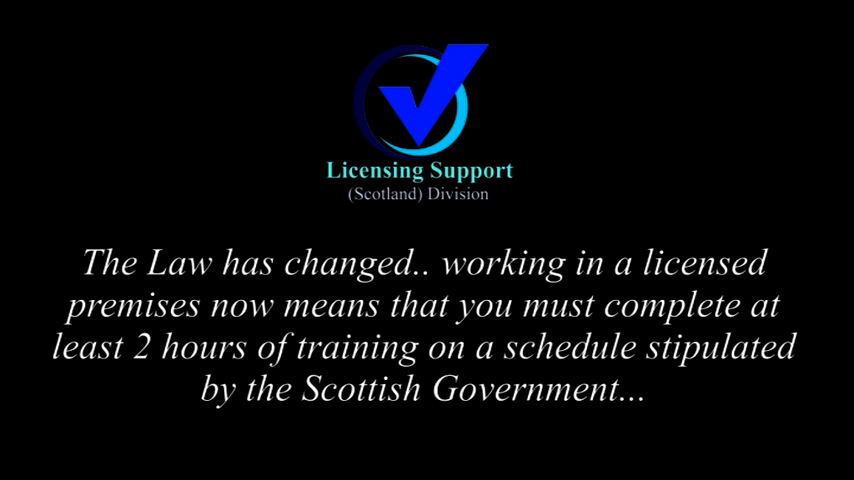 Licensing Support
(Scotland) Division
The Law has changed.. working in a licensed
premises now means that you must complete at
least 2 hours of training on a schedule stipulated
by the Scottish Government...